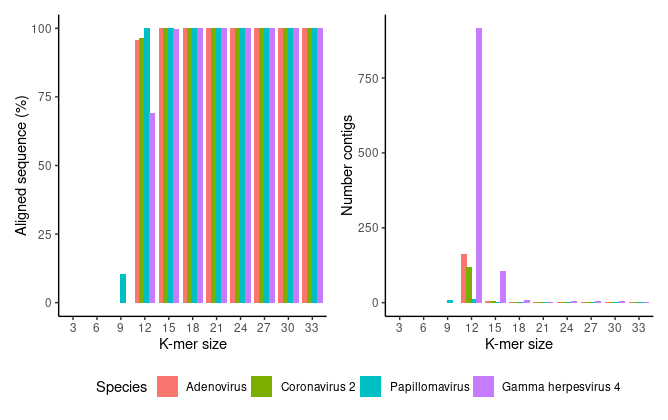 Aligned sequence (%)
100
75
50
25
0
3 6 9 12 15 18 21 24 27 30 33
K-mer size
Number contigs
750
500
250
0
3 6 9 12 15 18 21 24 27 30 33
K-mer size
Species Adenovirus Coronavirus 2 Papillomavirus Gamma herpesvirus 4